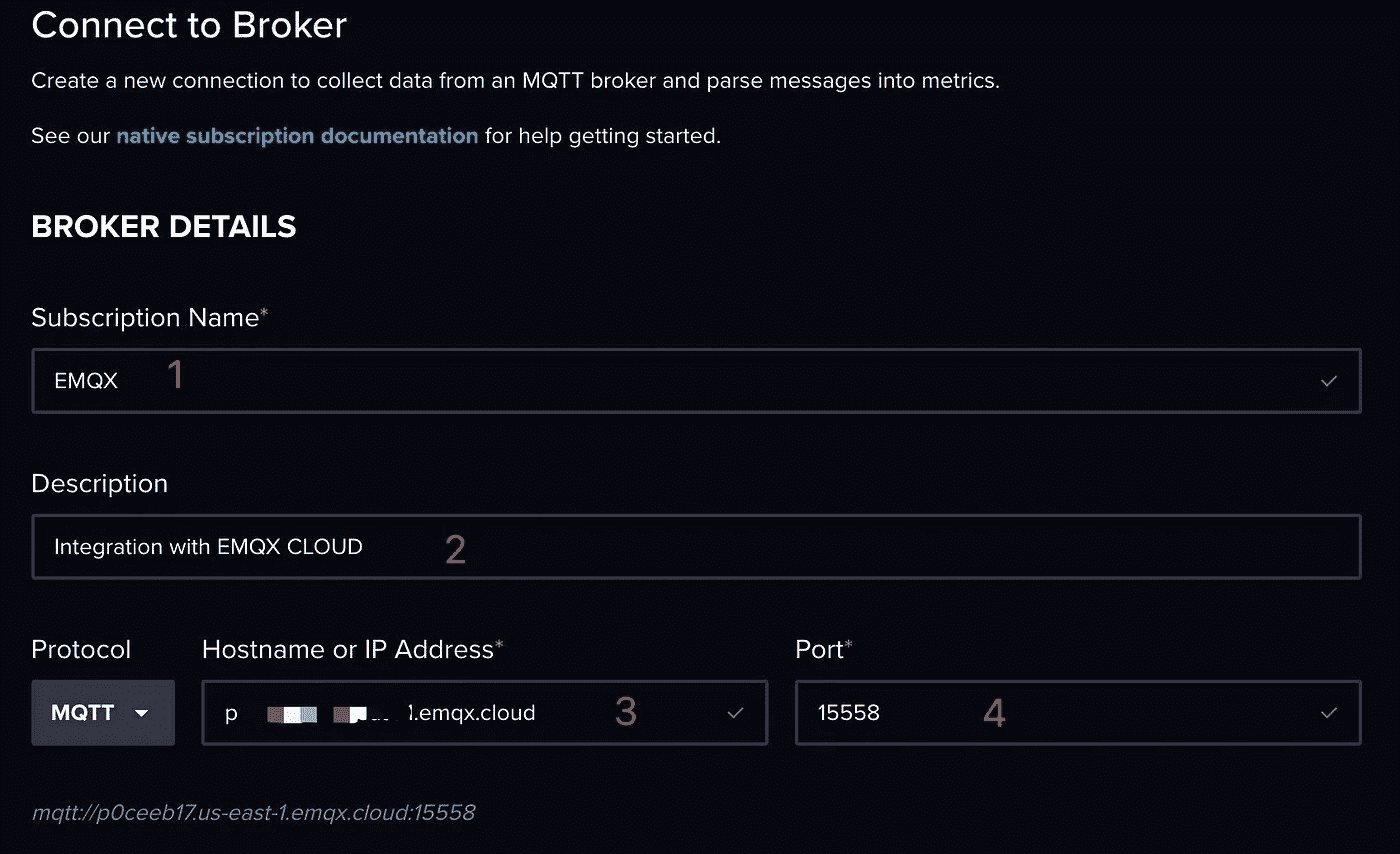 Connect to Broker
Create a new connection to collect data from an MQTT broker and parse messages into metrics.
See our native subscription documentation for help getting started.
BROKER DETAILS
Subscription Name*
EMQX 1
Description
Integration with EMQX CLOUD 2
Protocol Hostname or IP Address* Port*
MQTT p 1.emqx.cloud 3 15558 4
mqtt://p0ceeb17.us-east-1.emqx.cloud:15558